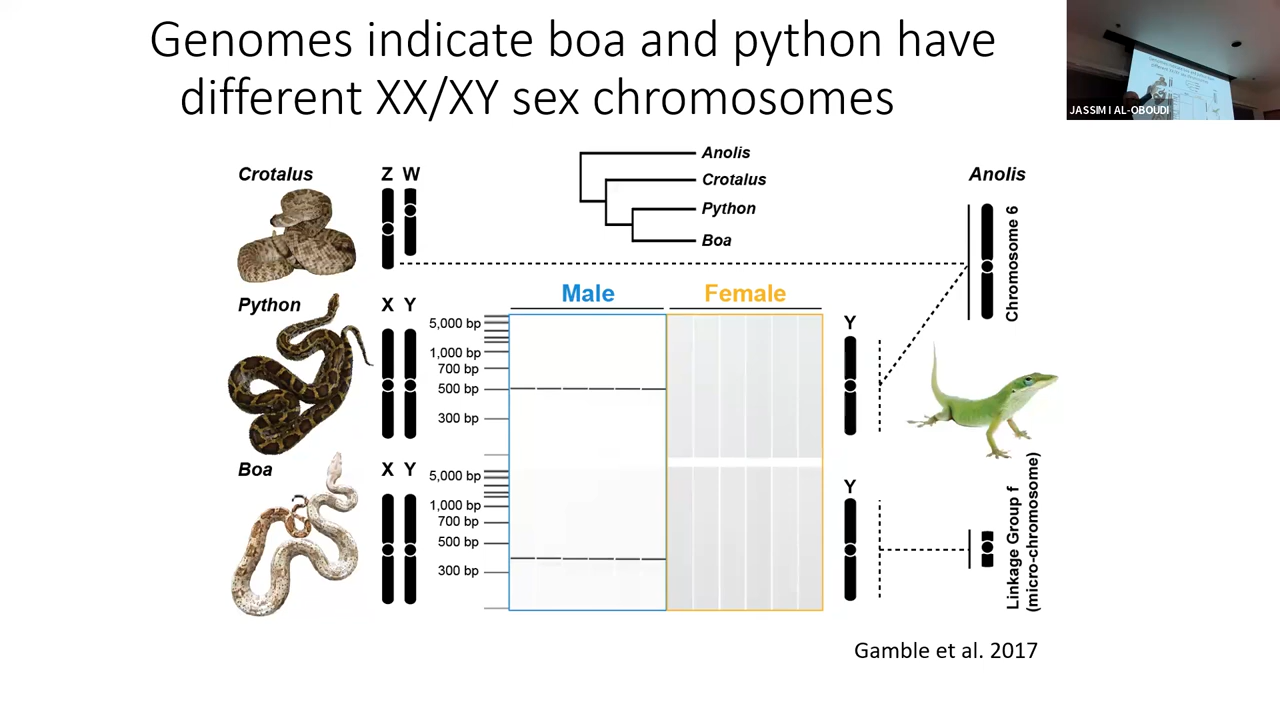 Genomes indicate boa and python have
different XX/XY sex chromosomes
JASSIM I AL-OBOUDI
Crotalus
Z W
Anolis
Crotalus
Python
Boa
Anolis
Chromosome 6
Male
Female
Python
X Y
5,000 bp
1,000 bp
700 bp
500 bp
300 bp
Y
Boa
X Y
5,000 bp
1,000 bp
700 bp
500 bp
300 bp
Y
Linkage Group f
(micro-chromosome)
Gamble et al. 2017